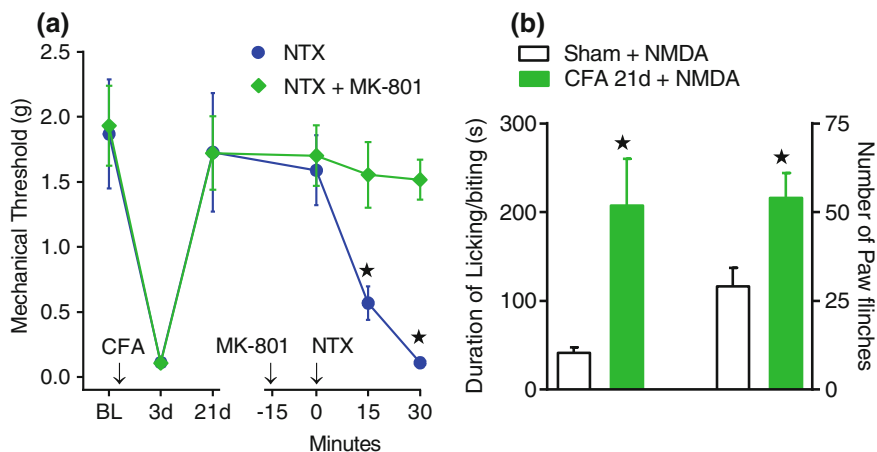 (a)
NTX
NTX + MK-801
Mechanical Threshold (g)
2.5
2.0
1.5
1.0
0.5
0.0
CFA
MK-801
NTX
BL
3d
21d
-15
0
15
30
Minutes
(b)
Sham + NMDA
CFA 21d + NMDA
Duration of Licking/biting (s)
300
200
100
0
75
50
25
0
Number of Paw flinches